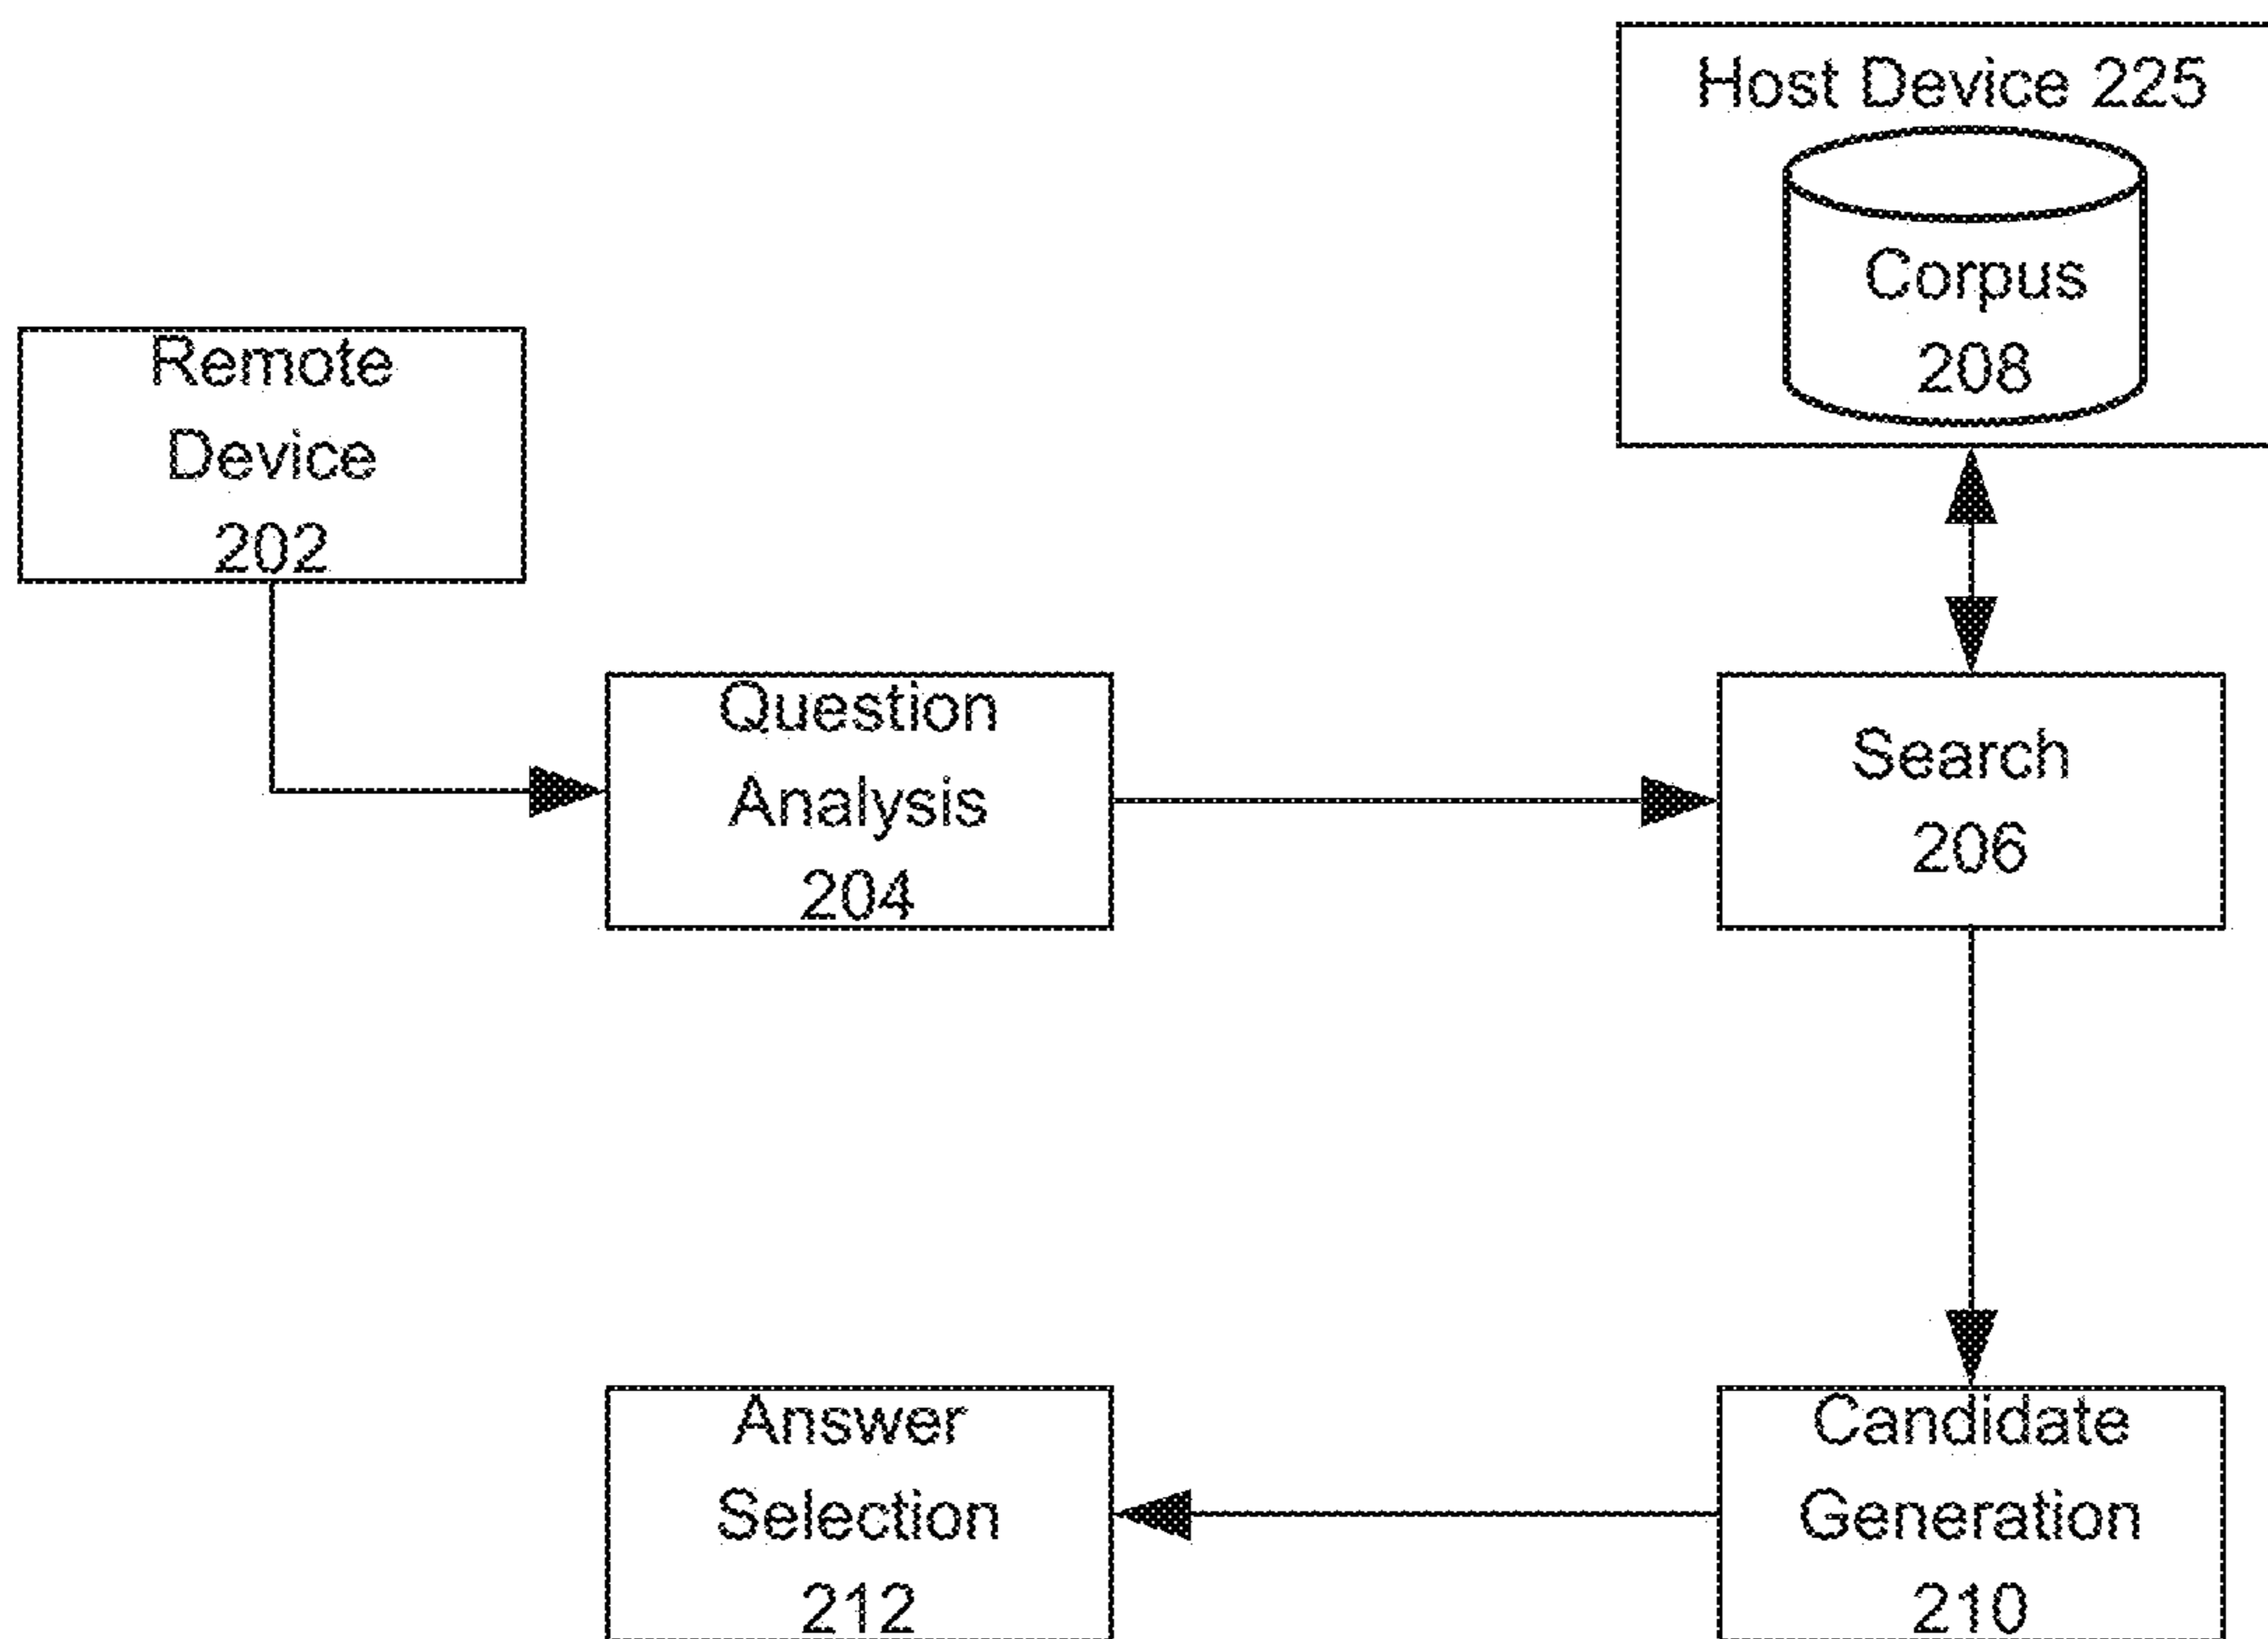 Host Device 225
Corpus
208
Remote
Device
202
Question
Analysis
204
Search
206
Answer
Selection
212
Candidate
Generation
210